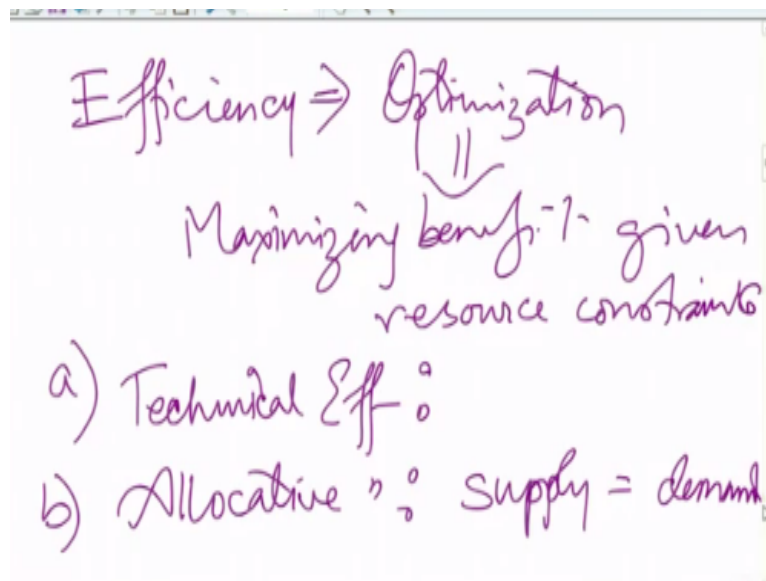 Efficiency ⇒ Optimization
Maximizing benefit given
resource constraints
a) Technical Eff :
b) Allocative " : supply = demand